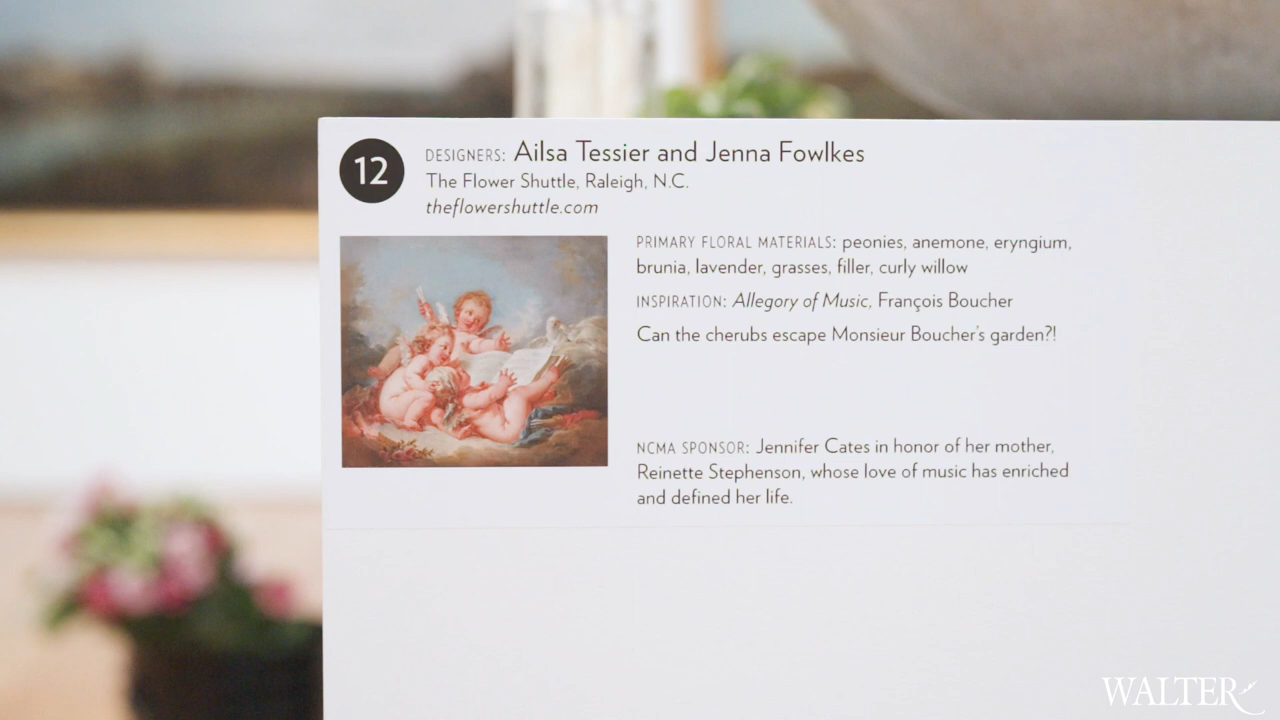 12
DESIGNERS: Ailsa Tessier and Jenna Fowlkes
The Flower Shuttle, Raleigh, N.C.
theflowershuttle.com
PRIMARY FLORAL MATERIALS: peonies, anemone, eryngium,
brunia, lavender, grasses, filler, curly willow
INSPIRATION: Allegory of Music, François Boucher
Can the cherubs escape Monsieur Boucher's garden?!
NCMA SPONSOR: Jennifer Cates in honor of her mother,
Reinette Stephenson, whose love of music has enriched
and defined her life.
WALTER